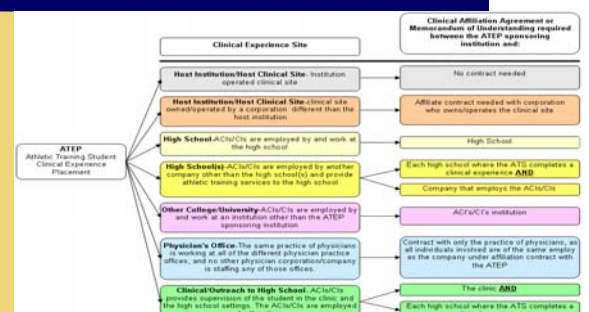 Clinical Experience Site
Clinical Affiliation Agreement or
Memorandum of Understanding required
between the ATEP sponsoring
institution and:
ATEP
Athletic Training Student
Clinical Experience
Placement
Host Institution/Host Clinical Site- Institution
operated clinical site
No contract needed
Host Institution/Host Clinical Site-clinical site
owned/operated by a corporation different than the
host institution
Affiliate contract needed with corporation
who owns/operates the clinical site
High School-ACIs/CIs are employed by and work at
the high school
High School
High School(s)-ACIs/CIs are employed by another
company other than the high school(s) and provide
athletic training services to the high school
Each high school where the ATS completes a
clinical experience AND
Company that employs the ACIs/CIs
Other College/University-ACIs/CIs are employed by
and work at an institution other than the ATEP
sponsoring institution
ACI's/CI's institution
Physician's Office-The same practice of physicians
is working at all of the different physician practice
offices, and no other physician corporation/company
is staffing any of those offices.
Contract with only the practice of physicians, as
all individuals involved are of the same employ
as the company under affiliation contract with
the ATEP
Clinical/Outreach to High School- ACIs/CIs
provides supervision of the student in the clinic and
the high school settings. The ACIs/CIs are employed
The clinic AND
Each high school where the ATS completes a